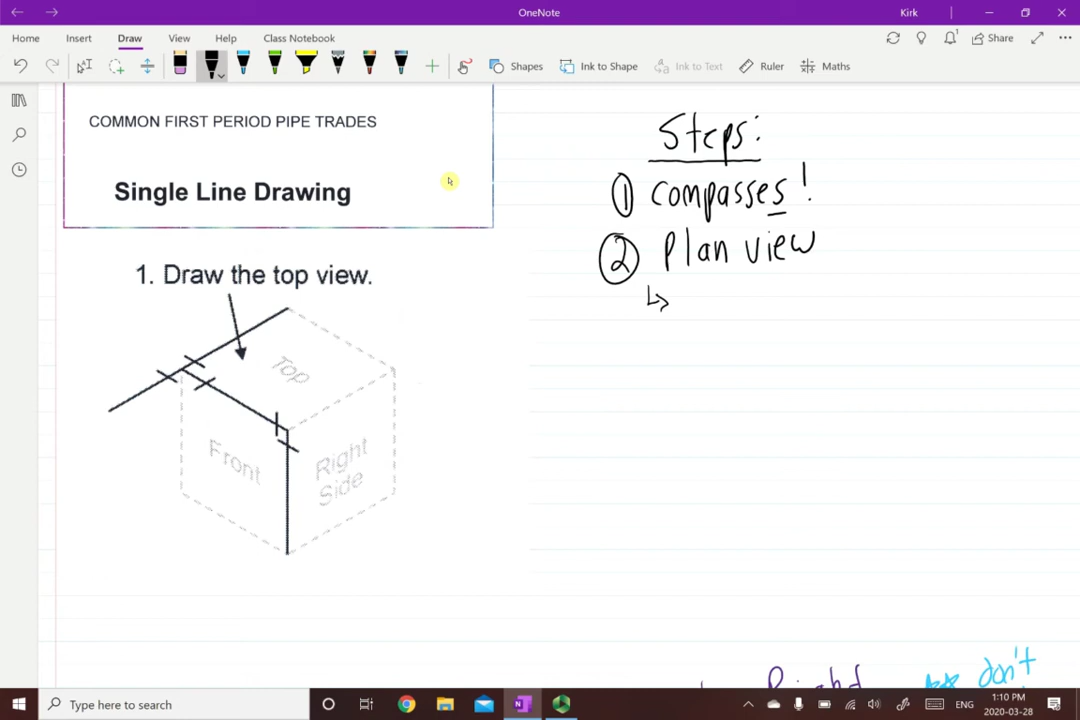 OneNote
Kirk
Home Insert Draw View Help Class Notebook
Share
Shapes Ink to Shape Ink to Text Ruler Maths
COMMON FIRST PERIOD PIPE TRADES
Single Line Drawing
Steps:
① compasses!
② Plan view
↳
1. Draw the top view.
Top
Front
Right
Side
don't
Type here to search
ENG
1:10 PM
2020-03-28